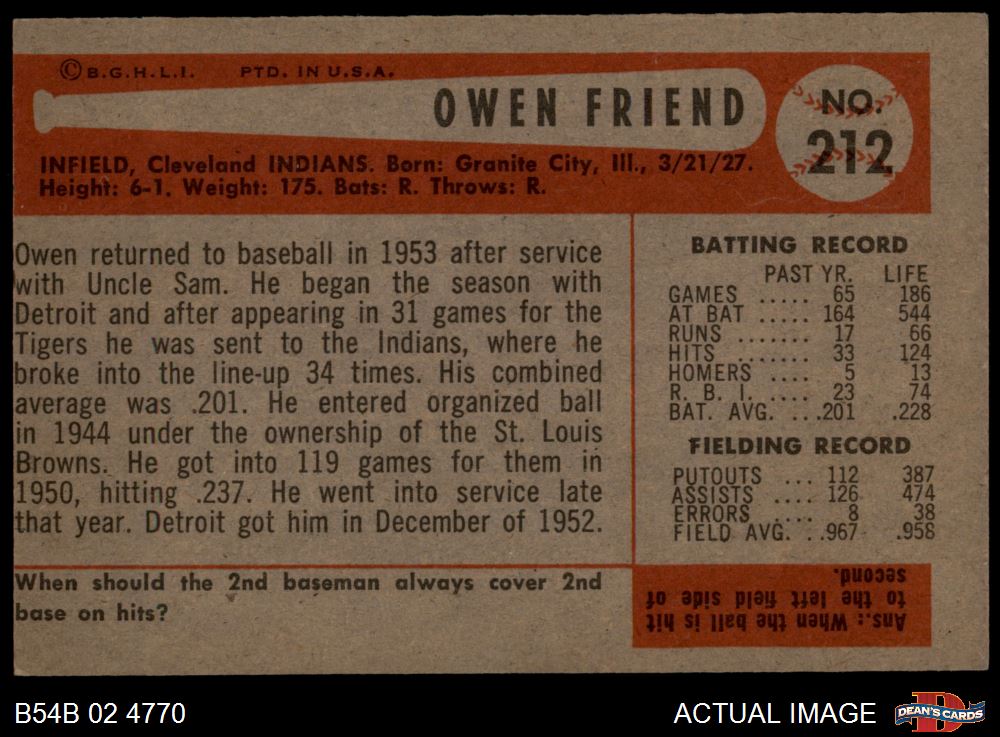 © B.G.H.L.I. PTD. IN U.S.A.
OWEN FRIEND
NO.
212
INFIELD, Cleveland INDIANS. Born: Granite City, Ill., 3/21/27.
Height: 6-1. Weight: 175. Bats: R. Throws: R.
Owen returned to baseball in 1953 after service
with Uncle Sam. He began the season with
Detroit and after appearing in 31 games for the
Tigers he was sent to the Indians, where he
broke into the line-up 34 times. His combined
average was .201. He entered organized ball
in 1944 under the ownership of the St. Louis
Browns. He got into 119 games for them in
1950, hitting .237. He went into service late
that year. Detroit got him in December of 1952.
BATTING RECORD
PAST YR. LIFE
GAMES ..... 65 186
AT BAT ..... 164 544
RUNS ...... 17 66
HITS ....... 33 124
HOMERS .... 5 13
R. B. I. ..... 23 74
BAT. AVG. ...201 .228
FIELDING RECORD
PUTOUTS ... 112 387
ASSISTS .... 126 474
ERRORS ..... 8 38
FIELD AVG. ..967 .958
When should the 2nd baseman always cover 2nd
base on hits?
Ans.: When the ball is hit
to the left field side of
second.
B54B 02 4770
ACTUAL IMAGE
DEAN'S CARDS